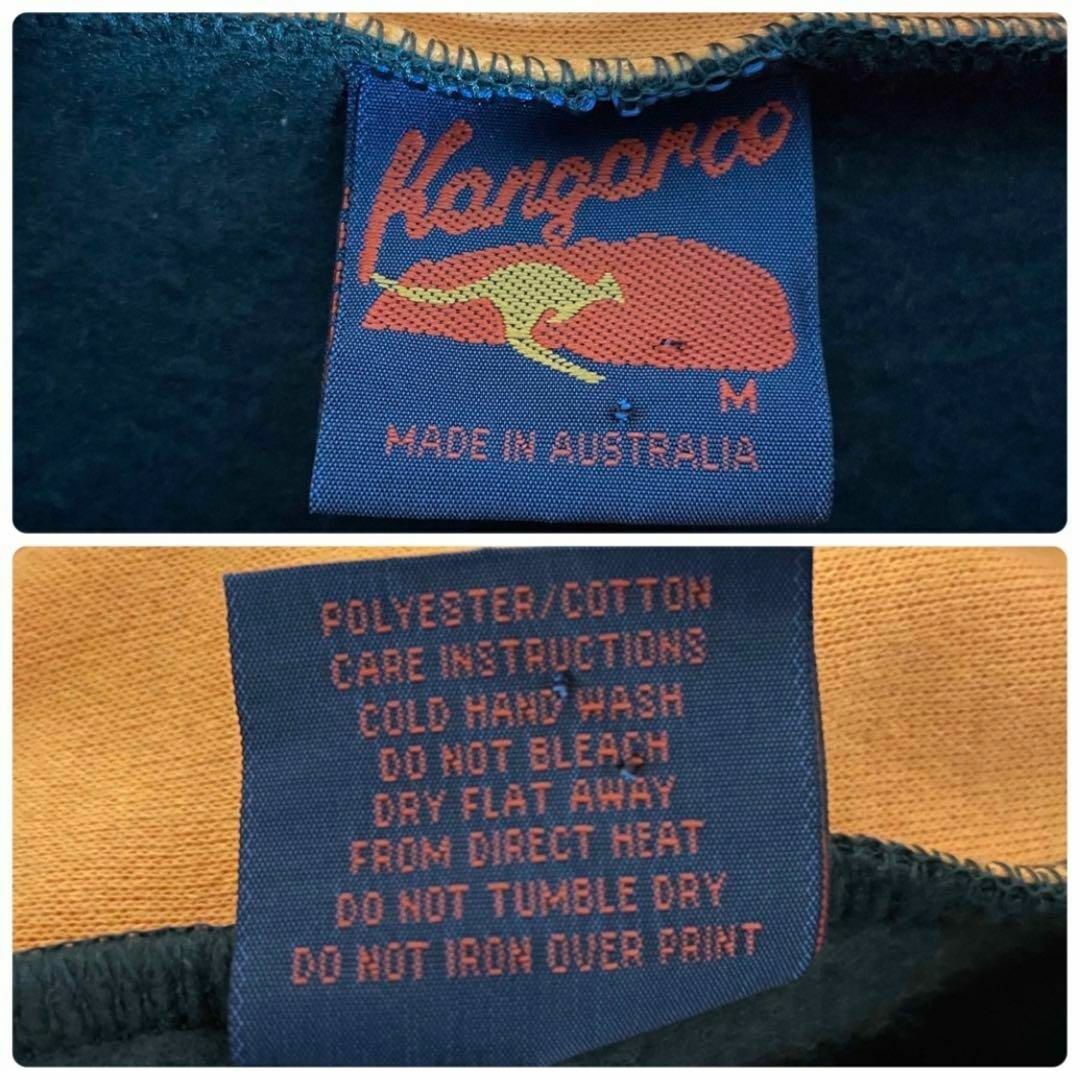 Kangaroo
M
MADE IN AUSTRALIA
POLYESTER/COTTON
CARE INSTRUCTIONS
COLD HAND WASH
DO NOT BLEACH
DRY FLAT AWAY
FROM DIRECT HEAT
DO NOT TUMBLE DRY
DO NOT IRON OVER PRINT